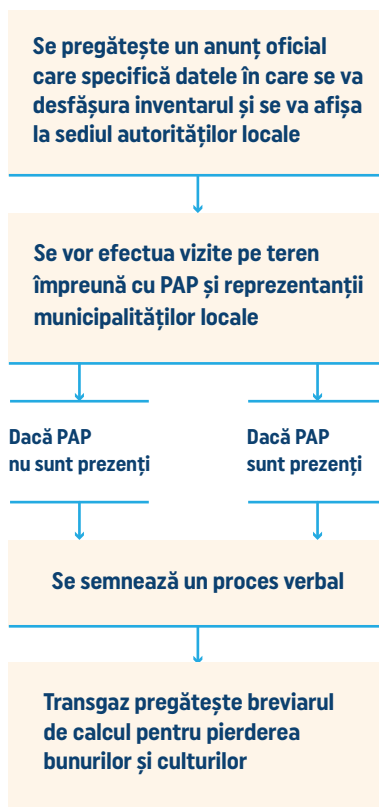 Se pregătește un anunț oficial
care specifică datele în care se va
desfășura inventarul și se va afișa
la sediul autorităților locale
Se vor efectua vizite pe teren
împreună cu PAP și reprezentanții
municipalităților locale
Dacă PAP
nu sunt prezenți
Dacă PAP
sunt prezenți
Se semnează un proces verbal
Transgaz pregătește breviarul
de calcul pentru pierderea
bunurilor și culturilor